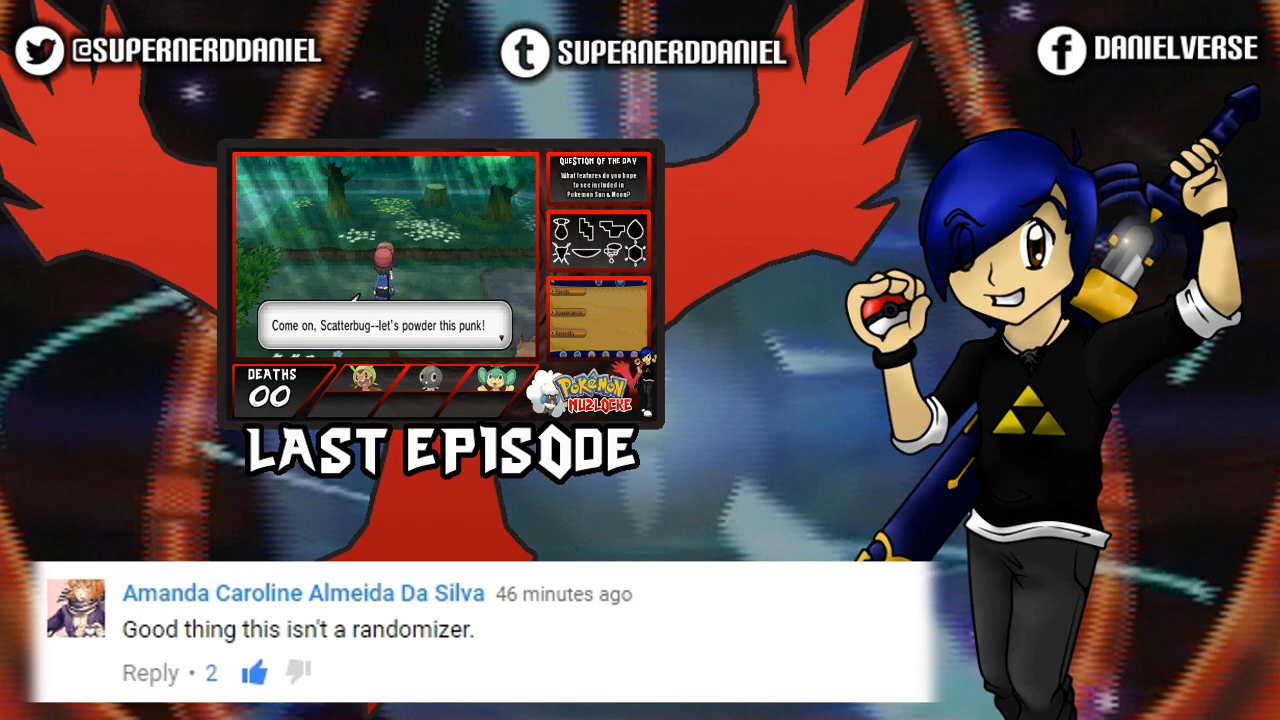 @SUPERNERDDANIEL
SUPERNERDDANIEL
DANIELVERSE
QUESTION OF THE DAY
What features do you hope
to see included in
Pokemon Sun & Moon?
Come on, Scatterbug--let's powder this punk!
DEATHS
00
POKéMON
NUZLOCKE
LAST EPISODE
Amanda Caroline Almeida Da Silva 46 minutes ago
Good thing this isn't a randomizer.
Reply • 2